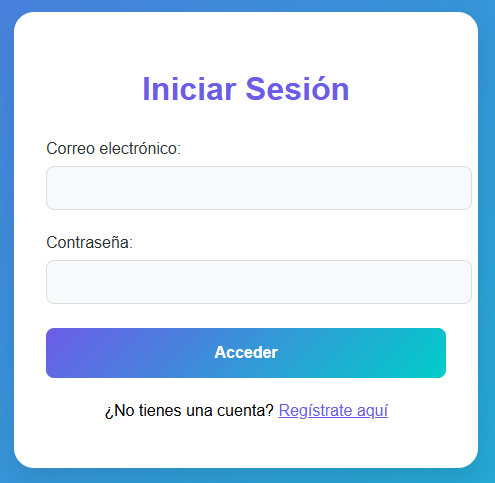 Iniciar Sesión
Correo electrónico:
Contraseña:
Acceder
¿No tienes una cuenta? Regístrate aquí